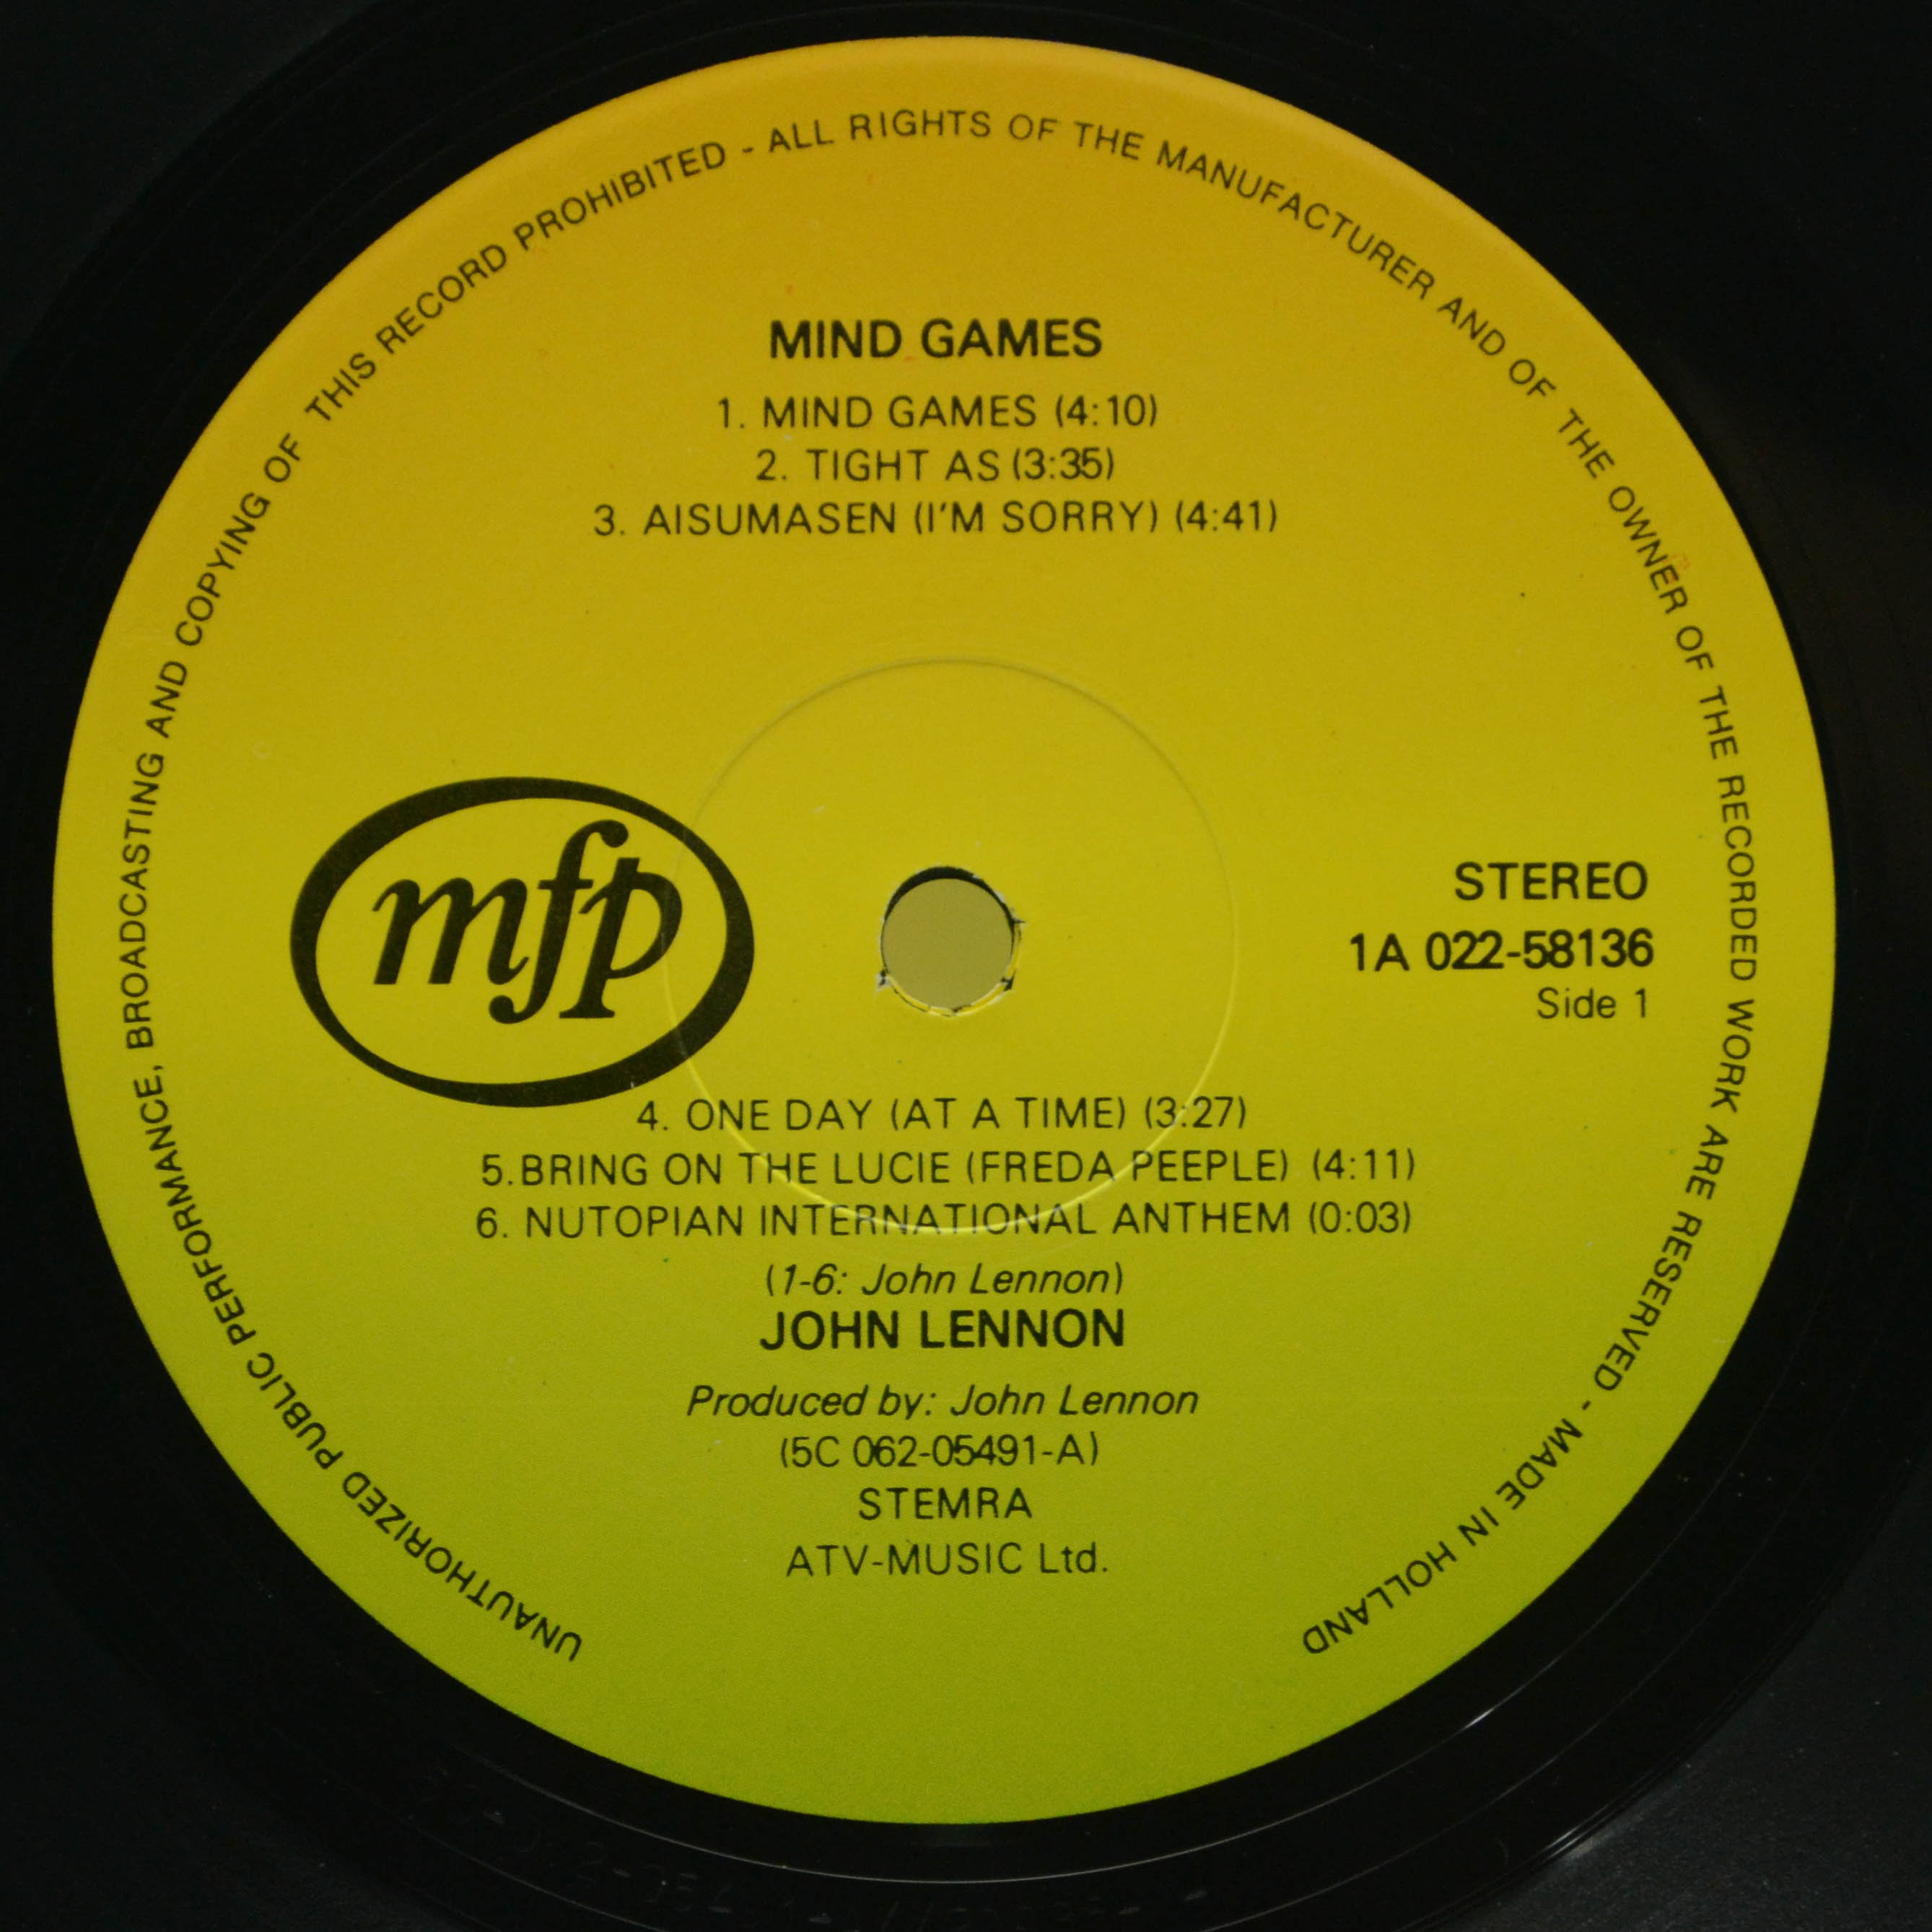 UNAUTHORIZED PUBLIC PERFORMANCE, BROADCASTING AND COPYING OF THIS RECORD PROHIBITED - ALL RIGHTS OF THE MANUFACTURER AND OF THE OWNER OF THE RECORDED WORK ARE RESERVED - MADE IN HOLLAND
MIND GAMES
1. MIND GAMES (4:10)
2. TIGHT AS (3:35)
3. AISUMASEN (I'M SORRY) (4:41)
mfp
STEREO
1A 022-58136
Side 1
4. ONE DAY (AT A TIME) (3:27)
5.BRING ON THE LUCIE (FREDA PEEPLE) (4:11)
6. NUTOPIAN INTERNATIONAL ANTHEM (0:03)
(1-6: John Lennon)
JOHN LENNON
Produced by: John Lennon
(5C 062-05491-A)
STEMRA
ATV-MUSIC Ltd.